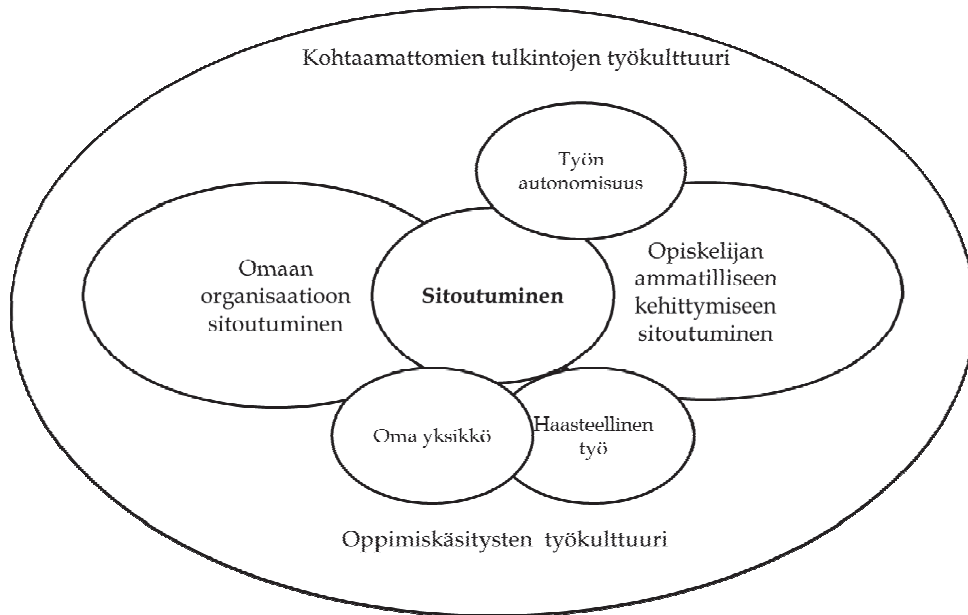 Kohtaamattomien tulkintojen työkulttuuri
Työn
autonomisuus
Omaan
organisaatioon
sitoutuminen
Sitoutuminen
Opiskelijan
ammatilliseen
kehittymiseen
sitoutuminen
Oma yksikkö
Haasteellinen
työ
Oppimiskäsitysten työkulttuuri